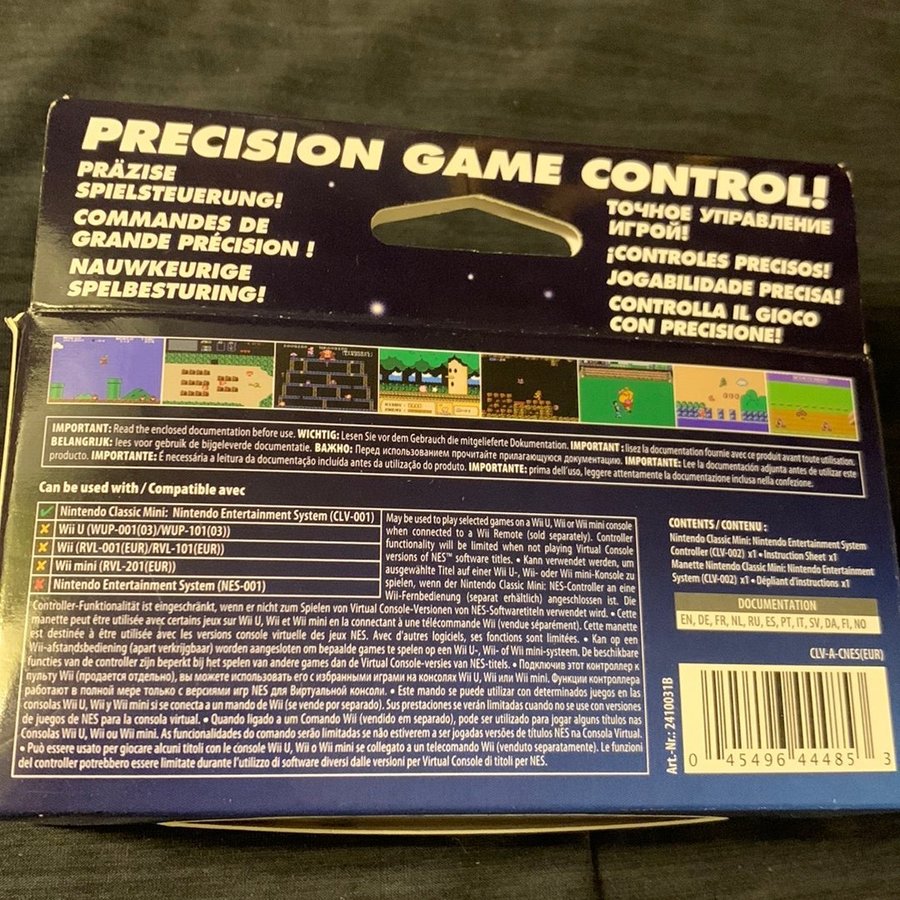 PRECISION GAME CONTROL!
PRÄZISE
SPIELSTEUERUNG!
COMMANDES DE
GRANDE PRÉCISION !
NAUWKEURIGE
SPELBESTURING!
ТОЧНОЕ УПРАВЛЕНИЕ
ИГРОЙ!
¡CONTROLES PRECISOS!
JOGABILIDADE PRECISA!
CONTROLLA IL GIOCO
CON PRECISIONE!
IMPORTANT: Read the enclosed documentation before use. WICHTIG: Lesen Sie vor dem Gebrauch die mitgelieferte Dokumentation. IMPORTANT : lisez la documentation fournie avec ce produit avant toute utilisation.
BELANGRIJK: lees voor gebruik de bijgeleverde documentatie. ВАЖНО: Перед использованием прочитайте прилагающуюся документацию. IMPORTANTE: Lee la documentación adjunta antes de utilizar este
producto. IMPORTANTE: É necessária a leitura da documentação incluída antes da utilização do produto. IMPORTANTE: prima dell'uso, leggere attentamente la documentazione inclusa nella confezione.
Can be used with / Compatible avec
Nintendo Classic Mini: Nintendo Entertainment System (CLV-001)
Wii U (WUP-001(03)/WUP-101(03))
Wii (RVL-001(EUR)/RVL-101(EUR))
Wii mini (RVL-201(EUR))
Nintendo Entertainment System (NES-001)
May be used to play selected games on a Wii U, Wii or Wii mini console
when connected to a Wii Remote (sold separately). Controller
functionality will be limited when not playing Virtual Console
versions of NES™ software titles. • Kann verwendet werden, um
ausgewählte Titel auf einer Wii U-, Wii- oder Wii mini-Konsole zu
spielen, wenn der Nintendo Classic Mini: NES-Controller an eine
Wii-Fernbedienung (separat erhältlich) angeschlossen ist. Die
Controller-Funktionalität ist eingeschränkt, wenn er nicht zum Spielen von Virtual Console-Versionen von NES-Softwaretiteln verwendet wird. • Cette
manette peut être utilisée avec certains jeux sur Wii U, Wii et Wii mini en la connectant à une télécommande Wii (vendue séparément). Cette manette
est destinée à être utilisée avec les versions console virtuelle des jeux NES. Avec d'autres logiciels, ses fonctions sont limitées. • Kan op een
Wii-afstandsbediening (apart verkrijgbaar) worden aangesloten om bepaalde games te spelen op een Wii U-, Wii- of Wii mini-systeem. De beschikbare
functies van de controller zijn beperkt bij het spelen van andere games dan de Virtual Console-versies van NES-titels. • Подключив этот контроллер к
пульту Wii (продается отдельно), вы можете использовать его с избранными играми на консолях Wii U, Wii или Wii mini. Функции контроллера
работают в полной мере только с версиями игр NES для Виртуальной консоли. • Este mando se puede utilizar con determinados juegos en las
consolas Wii U, Wii y Wii mini si se conecta a un mando de Wii (se vende por separado). Sus prestaciones se verán limitadas cuando no se use con versiones
de juegos de NES para la consola virtual. • Quando ligado a um Comando Wii (vendido em separado), pode ser utilizado para jogar alguns títulos nas
Consolas Wii U, Wii ou Wii mini. As funcionalidades do comando serão limitadas se não estiverem a ser jogadas versões de títulos NES na Consola Virtual.
• Può essere usato per giocare alcuni titoli con le console Wii U, Wii o Wii mini se collegato a un telecomando Wii (venduto separatamente). Le funzioni
del controller potrebbero essere limitate durante l'utilizzo di software diversi dalle versioni per Virtual Console di titoli per NES.
CONTENTS / CONTENU :
Nintendo Classic Mini: Nintendo Entertainment System
Controller (CLV-002) x1 • Instruction Sheet x1
Manette Nintendo Classic Mini: Nintendo Entertainment
System (CLV-002) x1 • Dépliant d'instructions x1
DOCUMENTATION
EN, DE, FR, NL, RU, ES, PT, IT, SV, DA, FI, NO
CLV-A-CNES(EUR)
Art.-Nr.: 2410031B
0 45496 44485 3